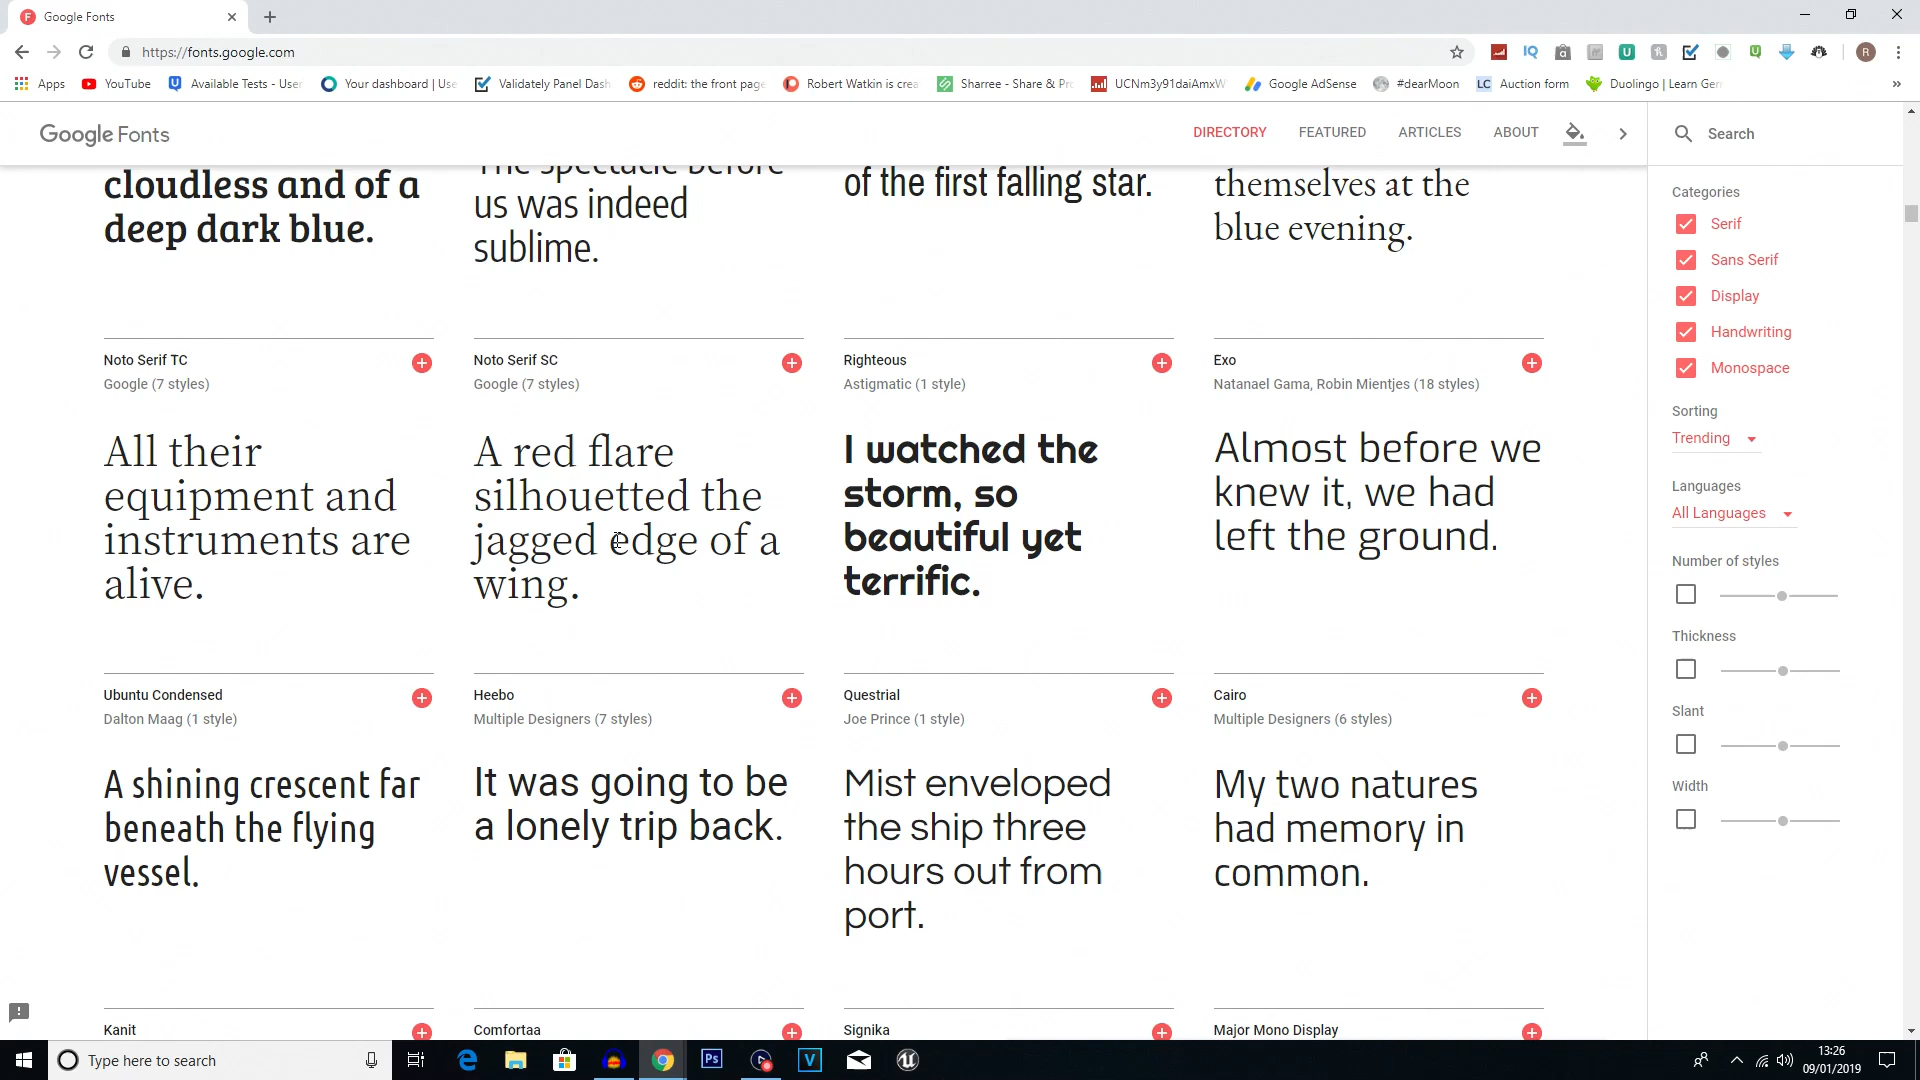 Google Fonts
https://fonts.google.com
Apps
YouTube
Available Tests - User
Your dashboard | Use
Validately Panel Dash
reddit: the front page
Robert Watkin is crea
Sharree - Share & Pro
UCNm3y91daiAmxW
Google AdSense
#dearMoon
Auction form
Duolingo | Learn Ger
Google Fonts
DIRECTORY
FEATURED
ARTICLES
ABOUT
Search
cloudless and of a
deep dark blue.
The spectacle before
us was indeed
sublime.
of the first falling star.
themselves at the
blue evening.
Noto Serif TC
Google (7 styles)
All their
equipment and
instruments are
alive.
Noto Serif SC
Google (7 styles)
A red flare
silhouetted the
jagged edge of a
wing.
Righteous
Astigmatic (1 style)
I watched the
storm, so
beautiful yet
terrific.
Exo
Natanael Gama, Robin Mientjes (18 styles)
Almost before we
knew it, we had
left the ground.
Ubuntu Condensed
Dalton Maag (1 style)
A shining crescent far
beneath the flying
vessel.
Heebo
Multiple Designers (7 styles)
It was going to be
a lonely trip back.
Questrial
Joe Prince (1 style)
Mist enveloped
the ship three
hours out from
port.
Cairo
Multiple Designers (6 styles)
My two natures
had memory in
common.
Kanit
Comfortaa
Signika
Major Mono Display
Categories
Serif
Sans Serif
Display
Handwriting
Monospace
Sorting
Trending
Languages
All Languages
Number of styles
Thickness
Slant
Width
Type here to search
13:26
09/01/2019